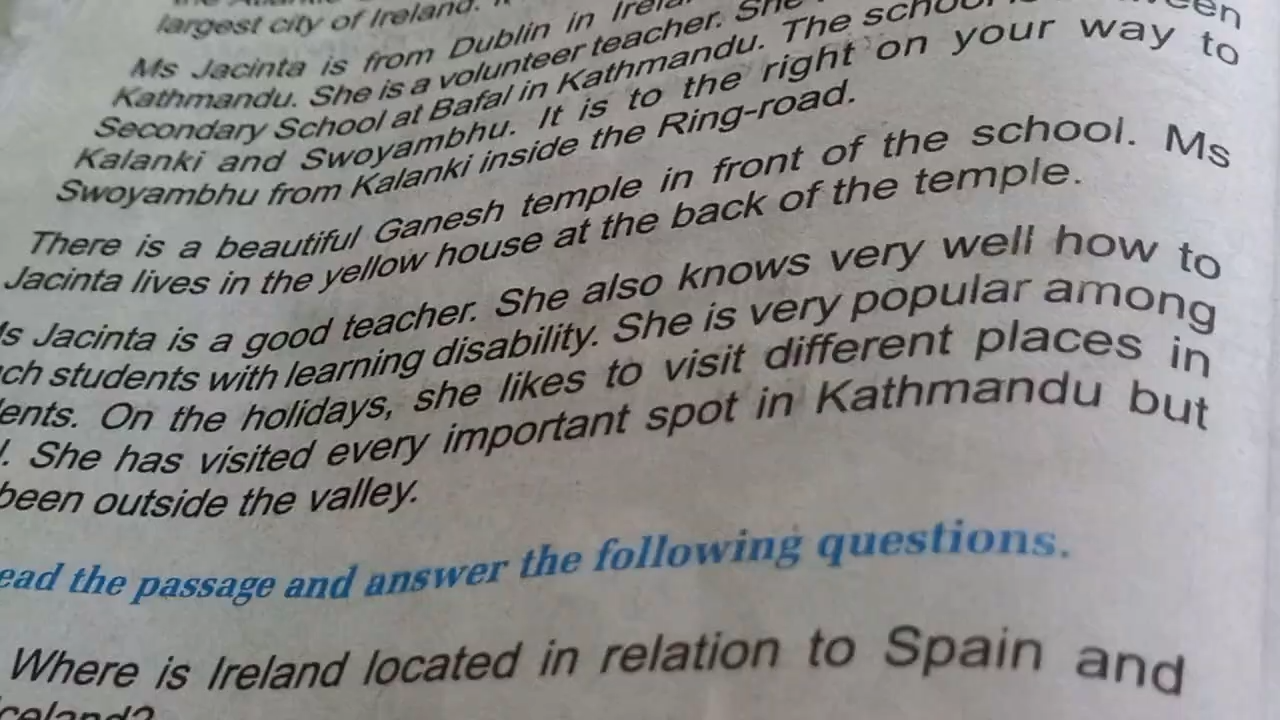 largest city of Ireland.
Ms Jacinta is from Dublin in
Kathmandu. She is a volunteer teacher. She
Secondary School at Bafal in Kathmandu. The school
Kalanki and Swoyambhu. It is to the right on your way to
Swoyambhu from Kalanki inside the Ring-road.
There is a beautiful Ganesh temple in front of the school. Ms
Jacinta lives in the yellow house at the back of the temple.
Jacinta is a good teacher. She also knows very well how to
students with learning disability. She is very popular among
On the holidays, she likes to visit different places in
She has visited every important spot in Kathmandu but
been outside the valley.
the passage and answer the following questions.
Where is Ireland located in relation to Spain and